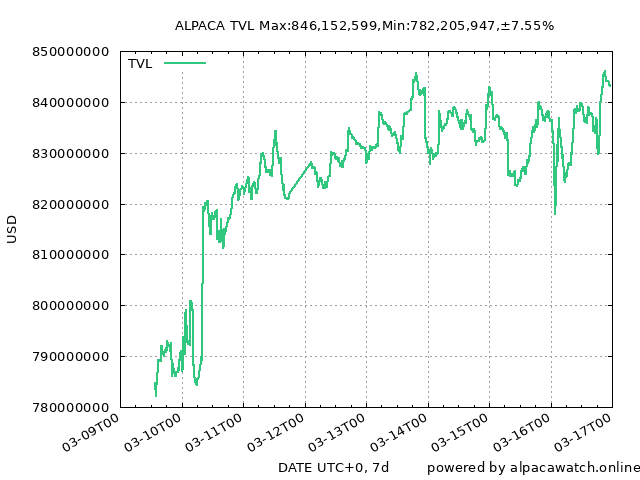 ALPACA TVL Max:846,152,599,Min:782,205,947,±7.55%
TVL
850000000
840000000
830000000
820000000
810000000
800000000
790000000
780000000
USD
03-09T00
03-10T00
03-11T00
03-12T00
03-13T00
03-14T00
03-15T00
03-16T00
03-17T00
DATE UTC+0, 7d
powered by alpacawatch.online